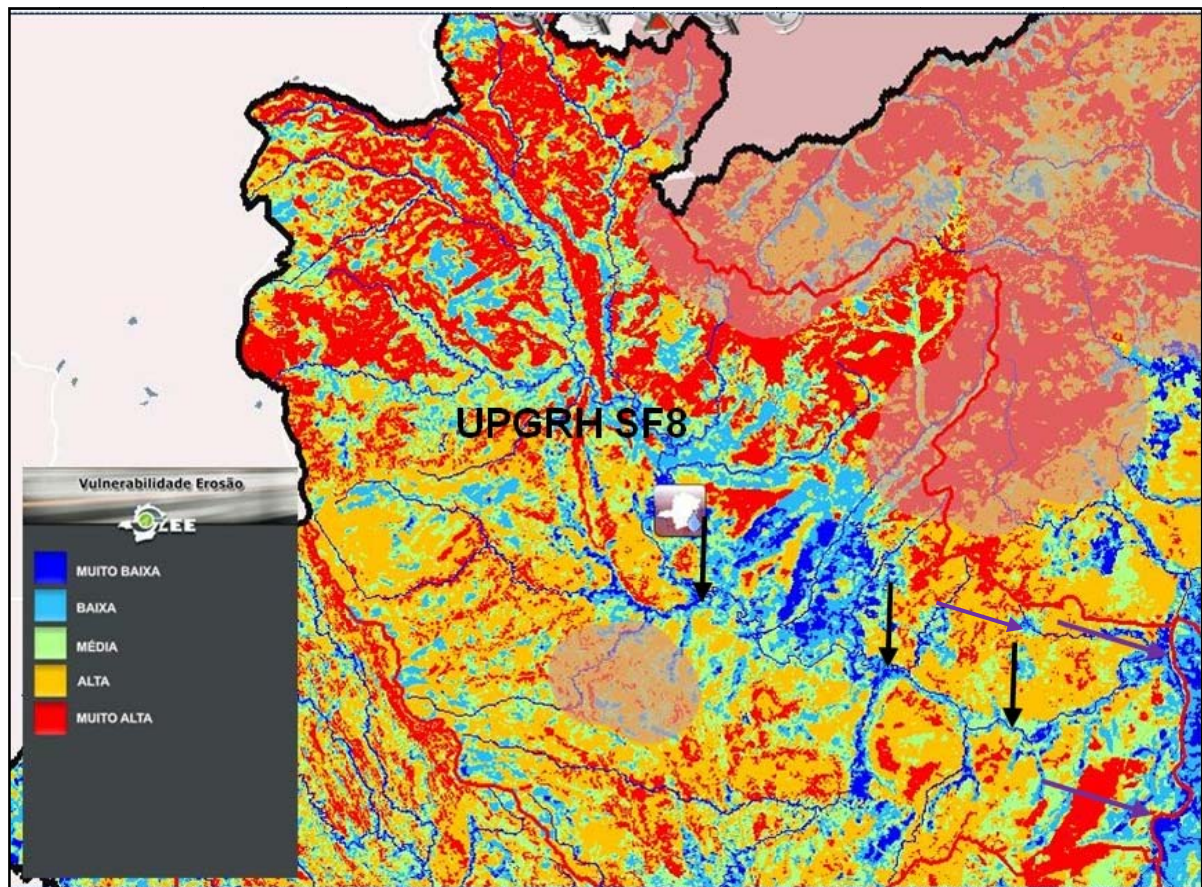 UPGRH SF8
Vulnerabilidade Erosão
ZEE
MUITO BAIXA
BAIXA
MÉDIA
ALTA
MUITO ALTA